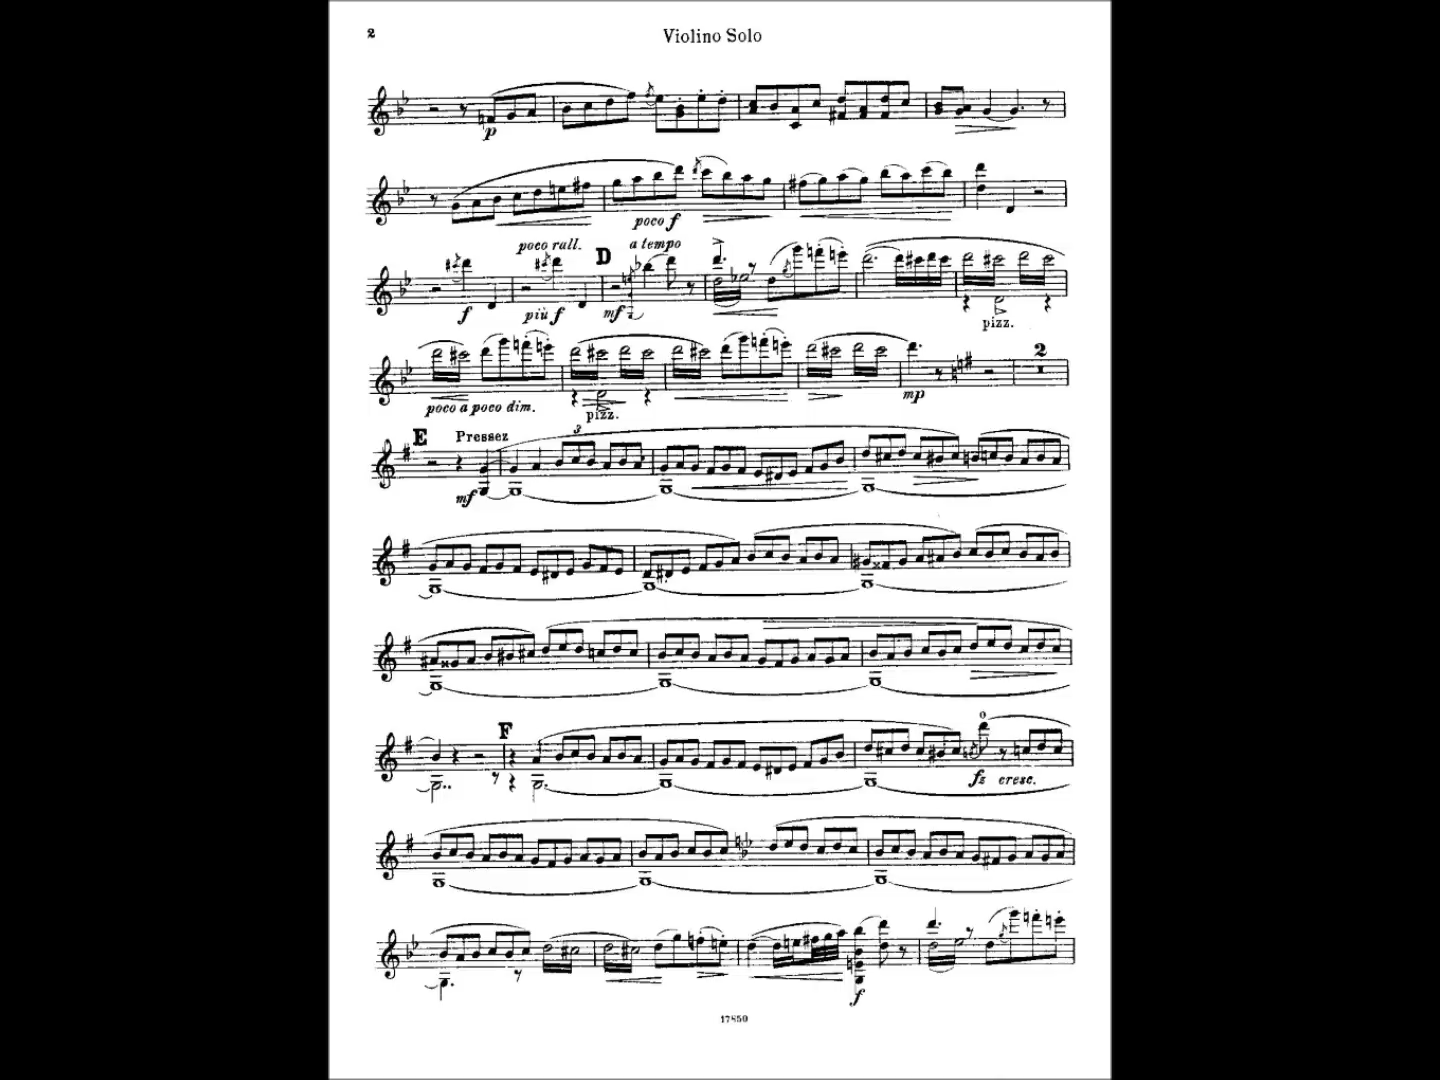 2 Violino Solo
p
poco f
poco rall. D a tempo
f più f mf pizz.
2
poco a poco dim. pizz. mp
E Pressez
3
mf
F
o
fz cresc.
f
17850